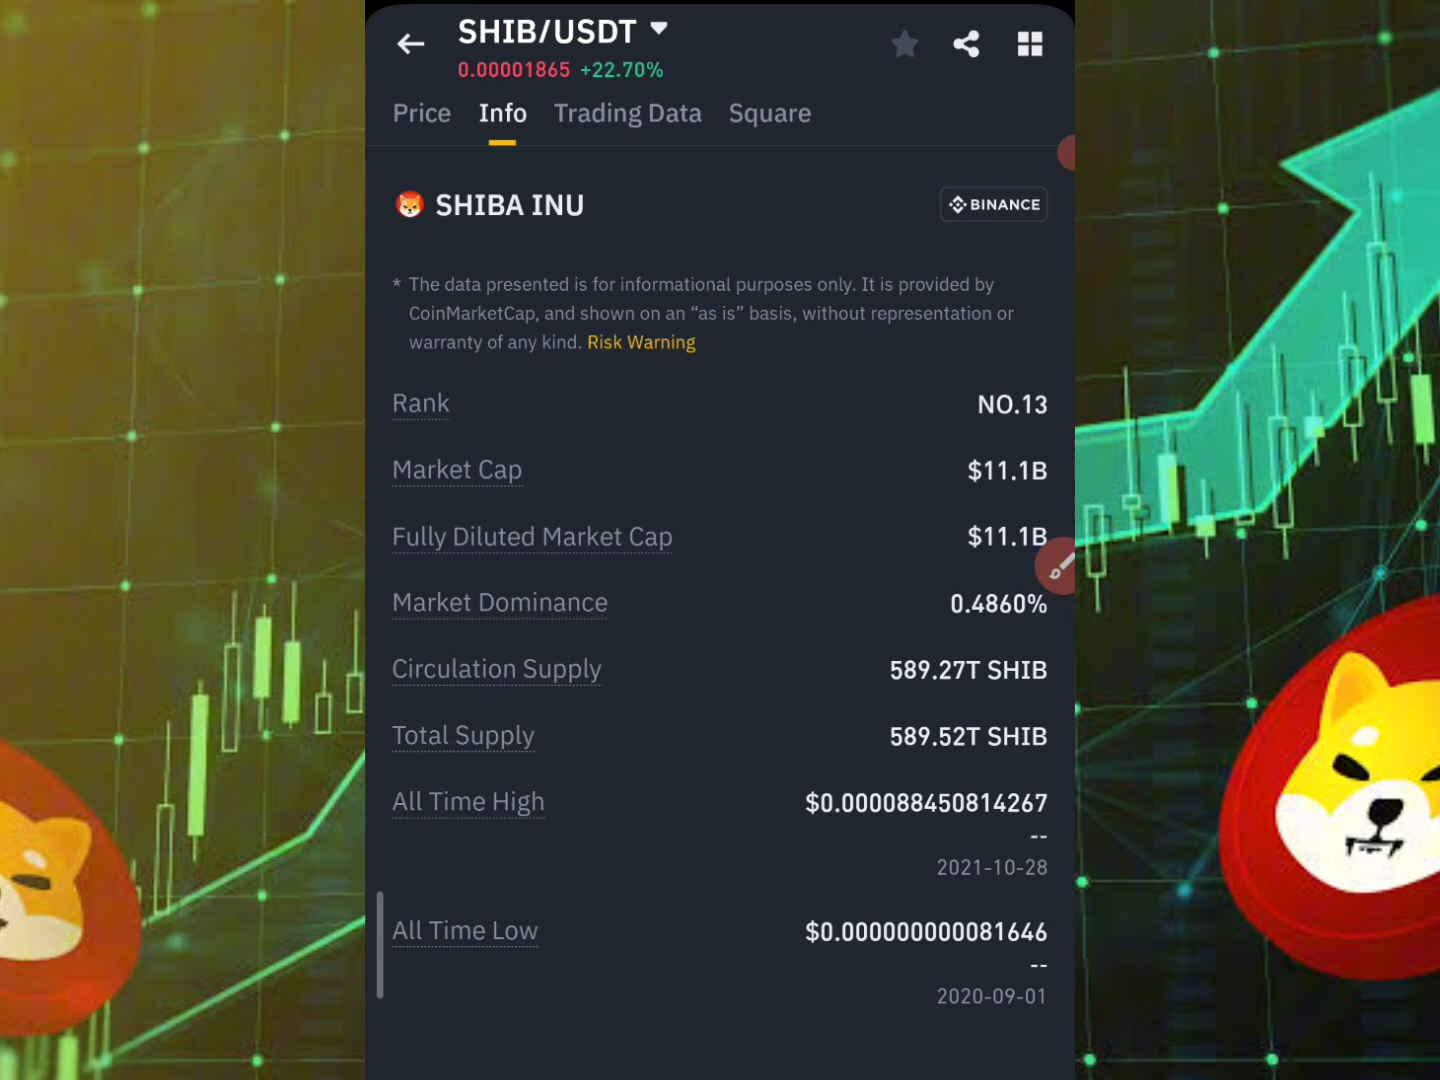 SHIB/USDT
0.00001865 +22.70%
Price Info Trading Data Square
SHIBA INU
BINANCE
* The data presented is for informational purposes only. It is provided by
CoinMarketCap, and shown on an “as is” basis, without representation or
warranty of any kind. Risk Warning
Rank NO.13
Market Cap $11.1B
Fully Diluted Market Cap $11.1B
Market Dominance 0.4860%
Circulation Supply 589.27T SHIB
Total Supply 589.52T SHIB
All Time High $0.000088450814267
--
2021-10-28
All Time Low $0.000000000081646
--
2020-09-01